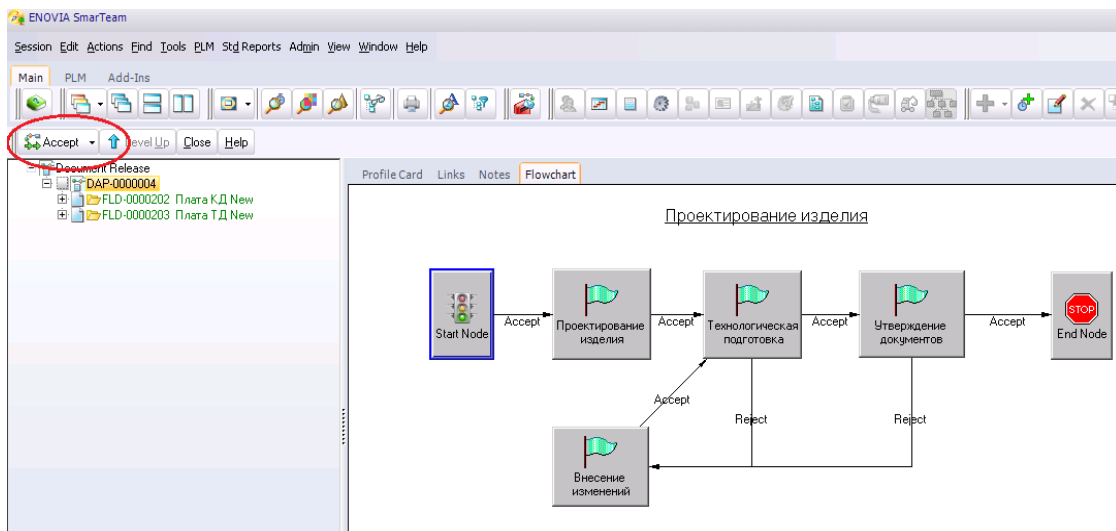 ENOVIA SmarTeam
Session Edit Actions Find Tools PLM Std Reports Admin View Window Help
Main PLM Add-Ins
Accept Level Up Close Help
Document Release
DAP-0000004
FLD-0000202 Плата КД New
FLD-0000203 Плата ТД New
Profile Card Links Notes Flowchart
Проектирование изделия
Start Node
Accept
Проектирование
изделия
Accept
Технологическая
подготовка
Accept
Утверждение
документов
Accept
STOP
End Node
Accept
Reject
Reject
Внесение
изменений